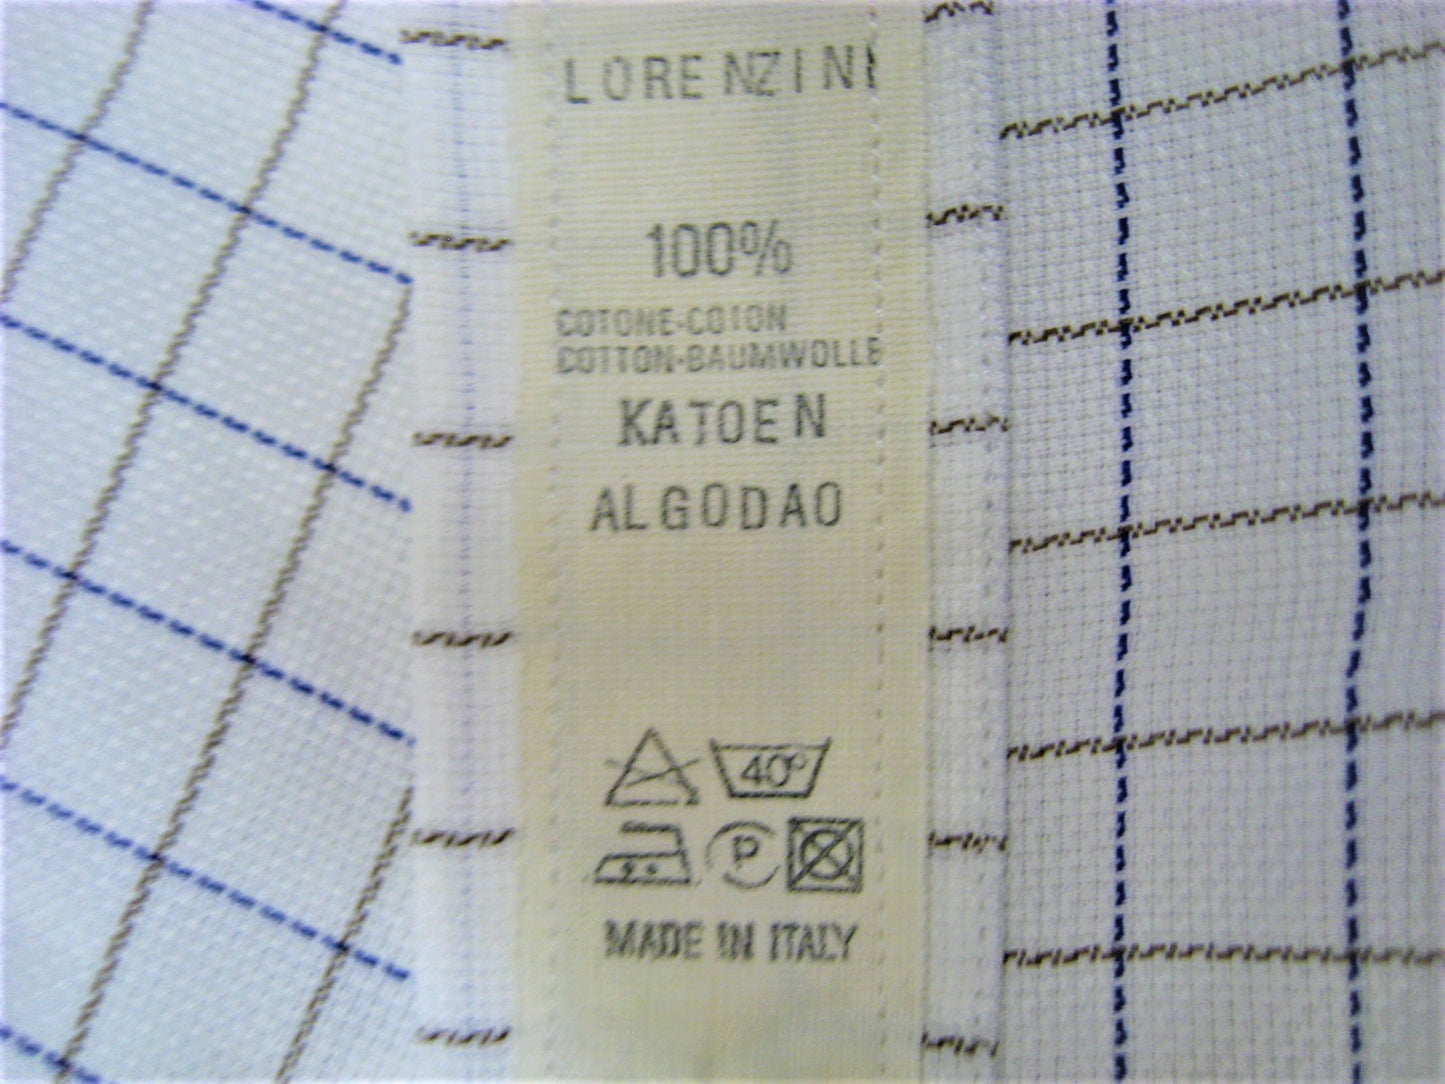 LORENZINI
100%
COTONE-COTON
COTTON-BAUMWOLLE
KATOEN
ALGODAO
40°
P
MADE IN ITALY